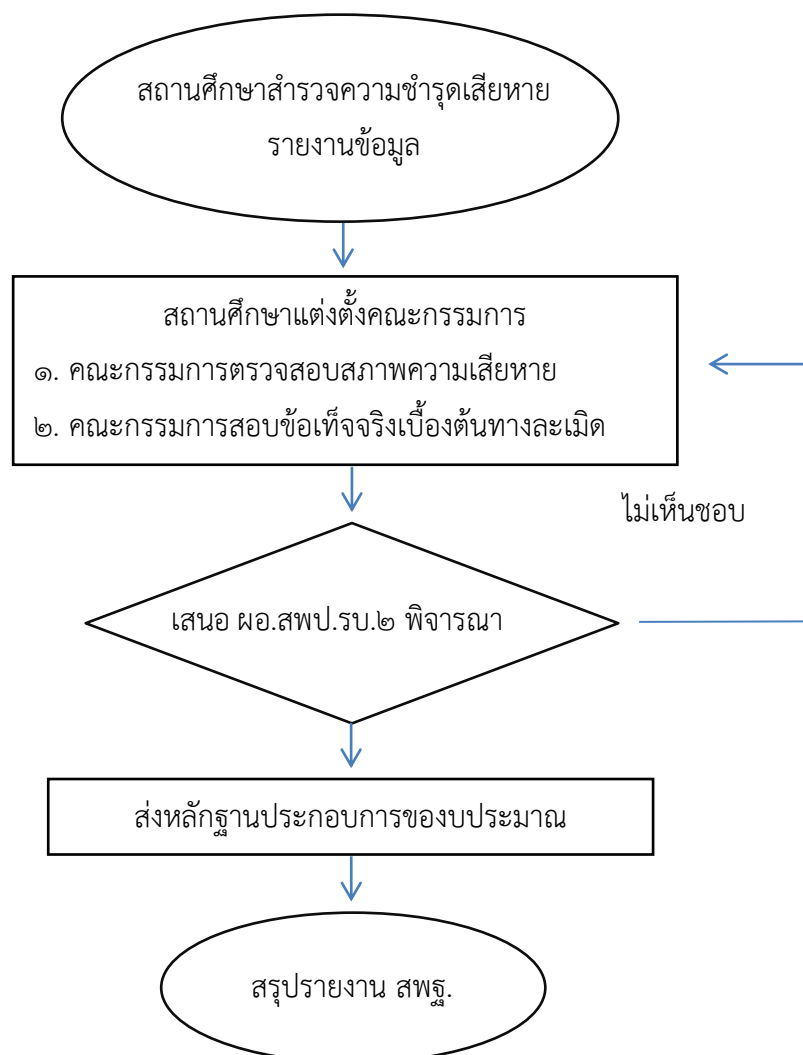 สถานศึกษาสำรวจความชำรุดเสียหาย
รายงานข้อมูล
สถานศึกษาแต่งตั้งคณะกรรมการ
๑. คณะกรรมการตรวจสอบสภาพความเสียหาย
๒. คณะกรรมการสอบข้อเท็จจริงเบื้องต้นทางละเมิด
ไม่เห็นชอบ
เสนอ ผอ.สพป.รบ.๒ พิจารณา
ส่งหลักฐานประกอบการของบประมาณ
สรุปรายงาน สพฐ.